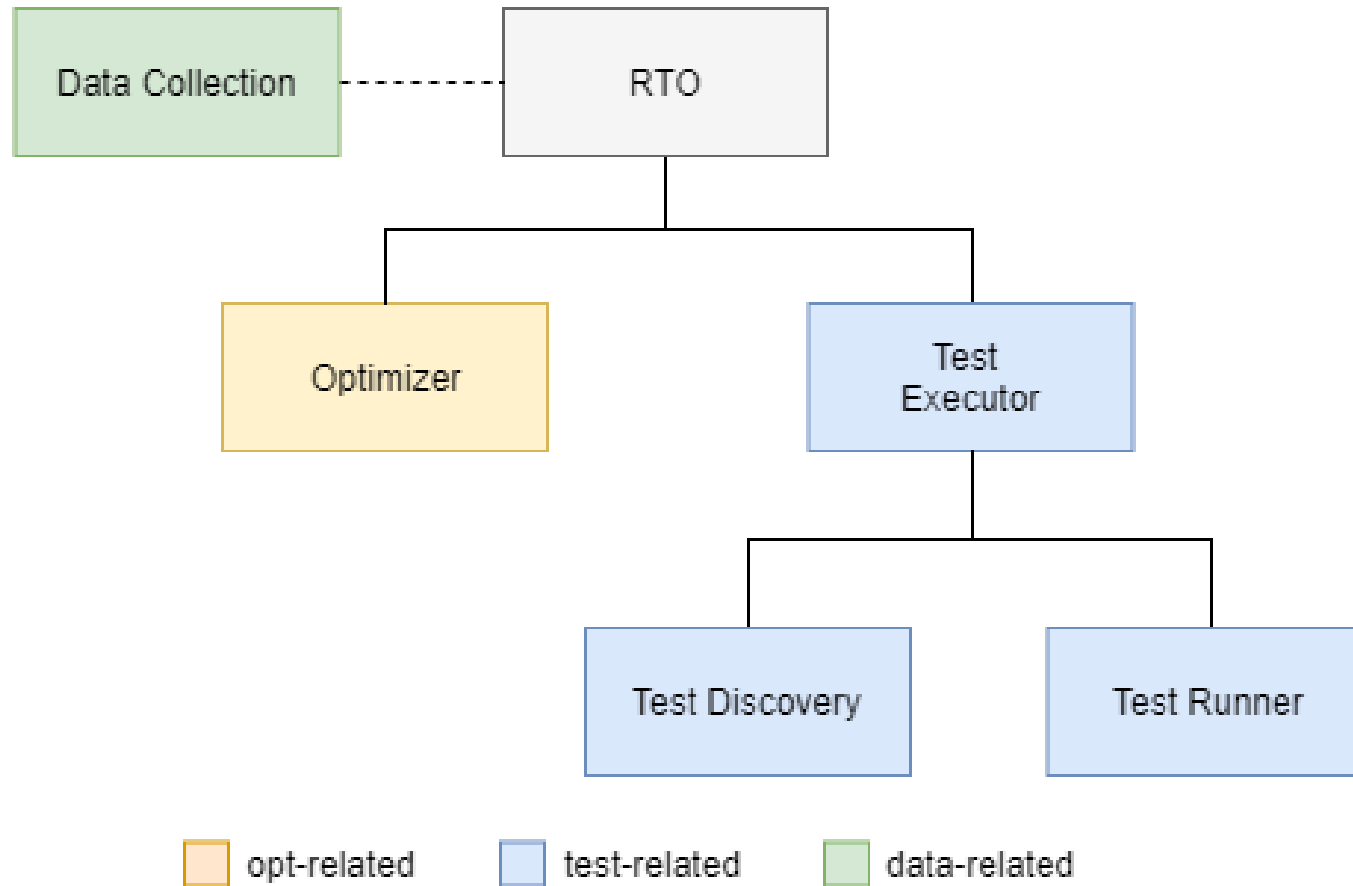 Data Collection
RTO
Optimizer
Test
Executor
Test Discovery
Test Runner
opt-related
test-related
data-related